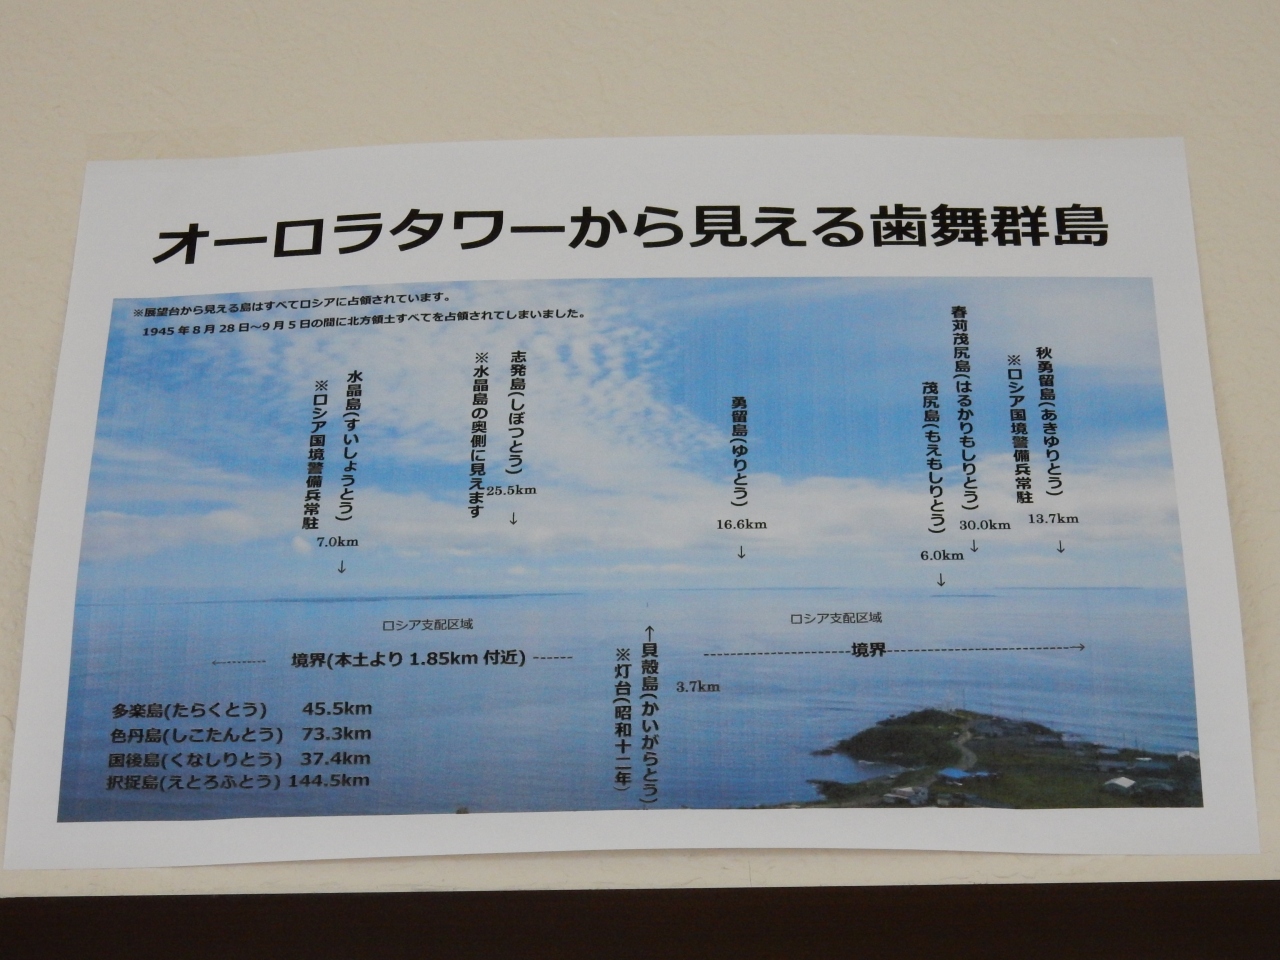 オーロラタワーから見える歯舞群島
※展望台から見える島はすべてロシアに占領されています。
1945年8月28日～9月5日の間に北方領土すべてを占領されてしまいました。
水晶島(すいしょうとう)
※ロシア国境警備兵常駐
7.0km
↓
志発島(しぼつとう)
※水晶島の奥側に見えます
25.5km
↓
勇留島(ゆりとう)
16.6km
↓
春苅茂尻島(はるかりもしりとう)
30.0km
↓
茂尻島(もえもしりとう)
6.0km
↓
秋勇留島(あきゆりとう)
※ロシア国境警備兵常駐
13.7km
↓
ロシア支配区域
ロシア支配区域
←--------- 境界(本土より1.85km付近) ------
--------------------境界--------------------→
↑貝殻島(かいがらとう)
※灯台(昭和十二年)
3.7km
多楽島(たらくとう) 45.5km
色丹島(しこたんとう) 73.3km
国後島(くなしりとう) 37.4km
択捉島(えとろふとう) 144.5km